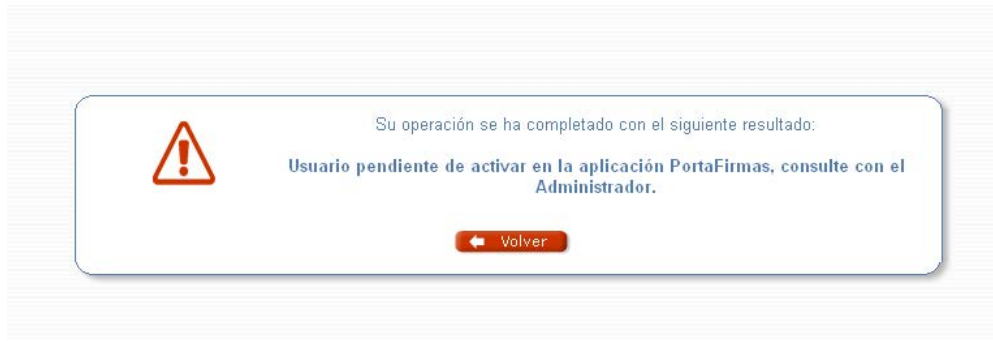 Su operación se ha completado con el siguiente resultado:
Usuario pendiente de activar en la aplicación PortaFirmas, consulte con el
Administrador.
Volver